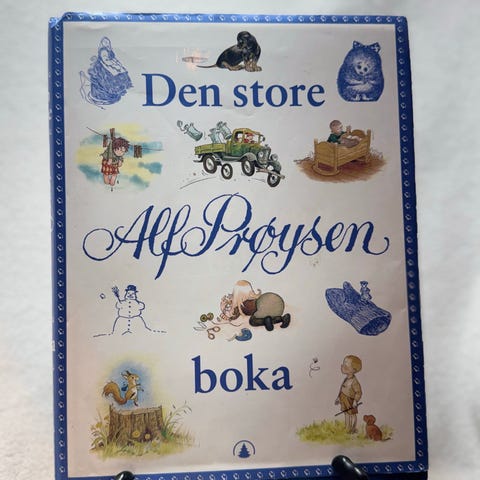 Den store
Alf Prøysen
boka